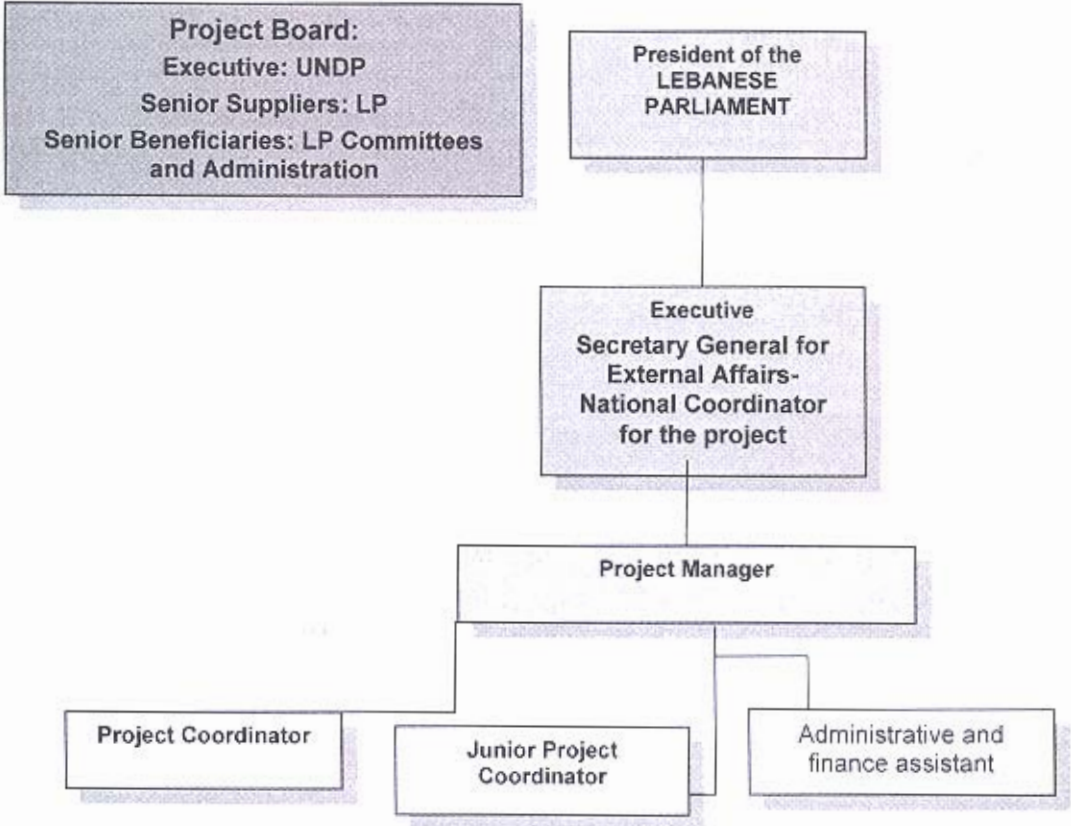 Project Board:
Executive: UNDP
Senior Suppliers: LP
Senior Beneficiaries: LP Committees
and Administration
President of the
LEBANESE
PARLIAMENT
Executive
Secretary General for
External Affairs-
National Coordinator
for the project
Project Manager
Project Coordinator
Junior Project
Coordinator
Administrative and
finance assistant